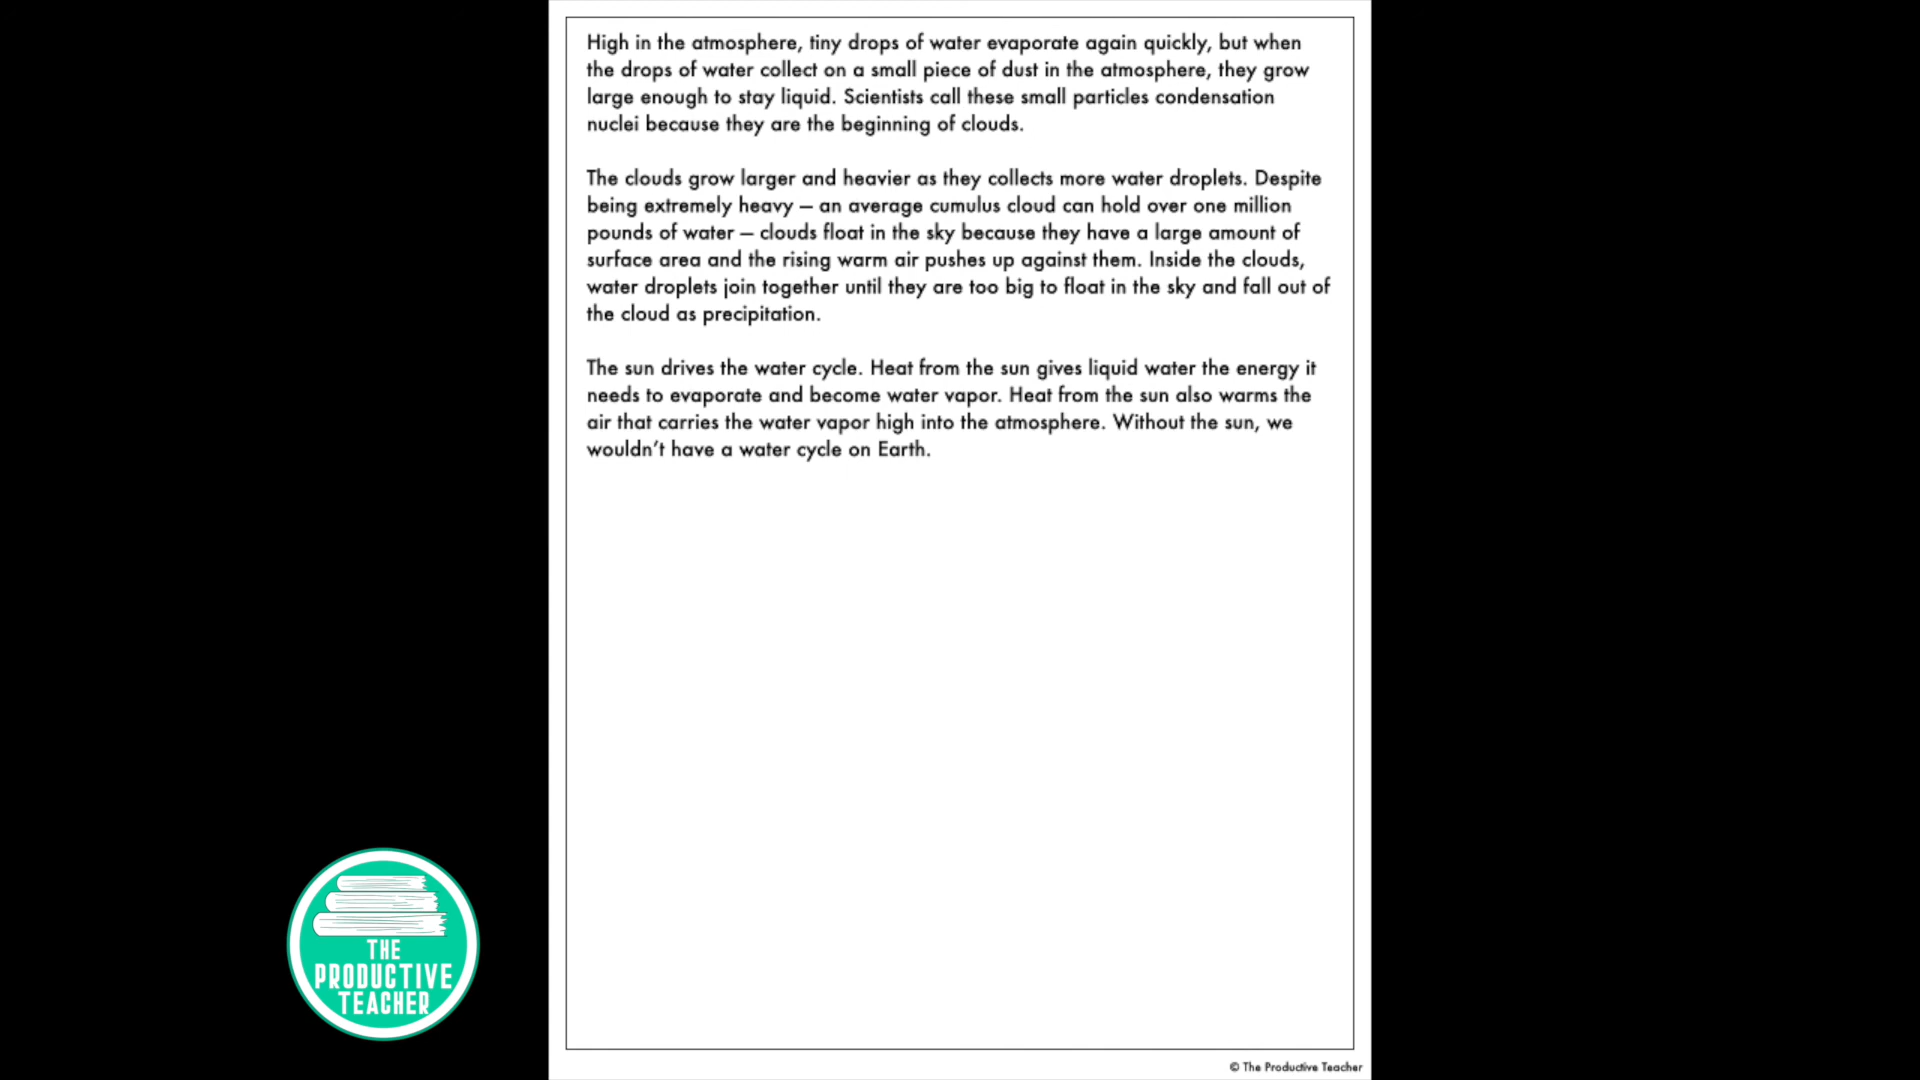 High in the atmosphere, tiny drops of water evaporate again quickly, but when
the drops of water collect on a small piece of dust in the atmosphere, they grow
large enough to stay liquid. Scientists call these small particles condensation
nuclei because they are the beginning of clouds.
The clouds grow larger and heavier as they collects more water droplets. Despite
being extremely heavy – an average cumulus cloud can hold over one million
pounds of water – clouds float in the sky because they have a large amount of
surface area and the rising warm air pushes up against them. Inside the clouds,
water droplets join together until they are too big to float in the sky and fall out of
the cloud as precipitation.
The sun drives the water cycle. Heat from the sun gives liquid water the energy it
needs to evaporate and become water vapor. Heat from the sun also warms the
air that carries the water vapor high into the atmosphere. Without the sun, we
wouldn’t have a water cycle on Earth.
THE
PRODUCTIVE
TEACHER
© The Productive Teacher